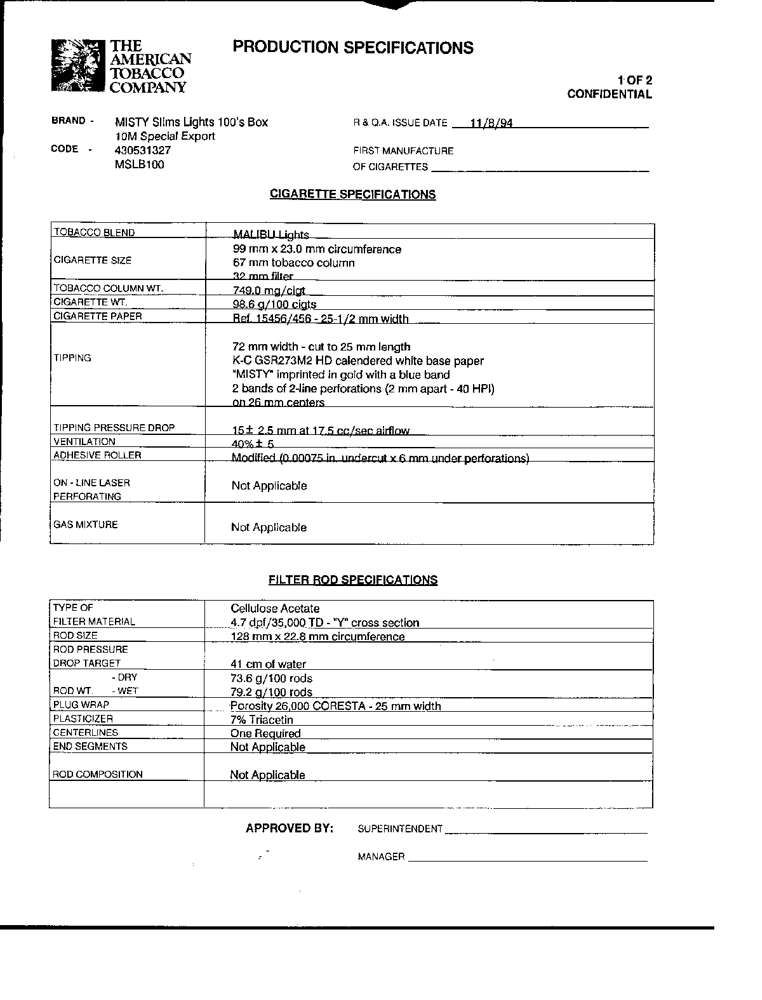 THE
AMERICAN
TOBACCO
COMPANY
PRODUCTION SPECIFICATIONS
1 OF 2
CONFIDENTIAL
BRAND - MISTY Slims Lights 100's Box
10M Special Export
CODE - 430531327
MSLB100
R & Q.A. ISSUE DATE 11/8/94
FIRST MANUFACTURE
OF CIGARETTES
CIGARETTE SPECIFICATIONS
TOBACCO BLEND MALIBU Lights
CIGARETTE SIZE 99 mm x 23.0 mm circumference
67 mm tobacco column
32 mm filter
TOBACCO COLUMN WT. 749.0 mg/cigt
CIGARETTE WT. 98.6 g/100 cigts
CIGARETTE PAPER Ref. 15456/456 - 25-1/2 mm width
TIPPING 72 mm width - cut to 25 mm length
K-C GSR273M2 HD calendered white base paper
"MISTY" imprinted in gold with a blue band
2 bands of 2-line perforations (2 mm apart - 40 HPI)
on 26 mm centers
TIPPING PRESSURE DROP 15± 2.5 mm at 17.5 cc/sec airflow
VENTILATION 40% ± 5
ADHESIVE ROLLER Modified (0.00075 in. undercut x 6 mm under perforations)
ON - LINE LASER
PERFORATING Not Applicable
GAS MIXTURE Not Applicable
FILTER ROD SPECIFICATIONS
TYPE OF Cellulose Acetate
FILTER MATERIAL 4.7 dpf/35,000 TD - "Y" cross section
ROD SIZE 128 mm x 22.8 mm circumference
ROD PRESSURE
DROP TARGET 41 cm of water
- DRY 73.6 g/100 rods
ROD WT. - WET 79.2 g/100 rods
PLUG WRAP Porosity 26,000 CORESTA - 25 mm width
PLASTICIZER 7% Triacetin
CENTERLINES One Required
END SEGMENTS Not Applicable
ROD COMPOSITION Not Applicable
APPROVED BY: SUPERINTENDENT
MANAGER